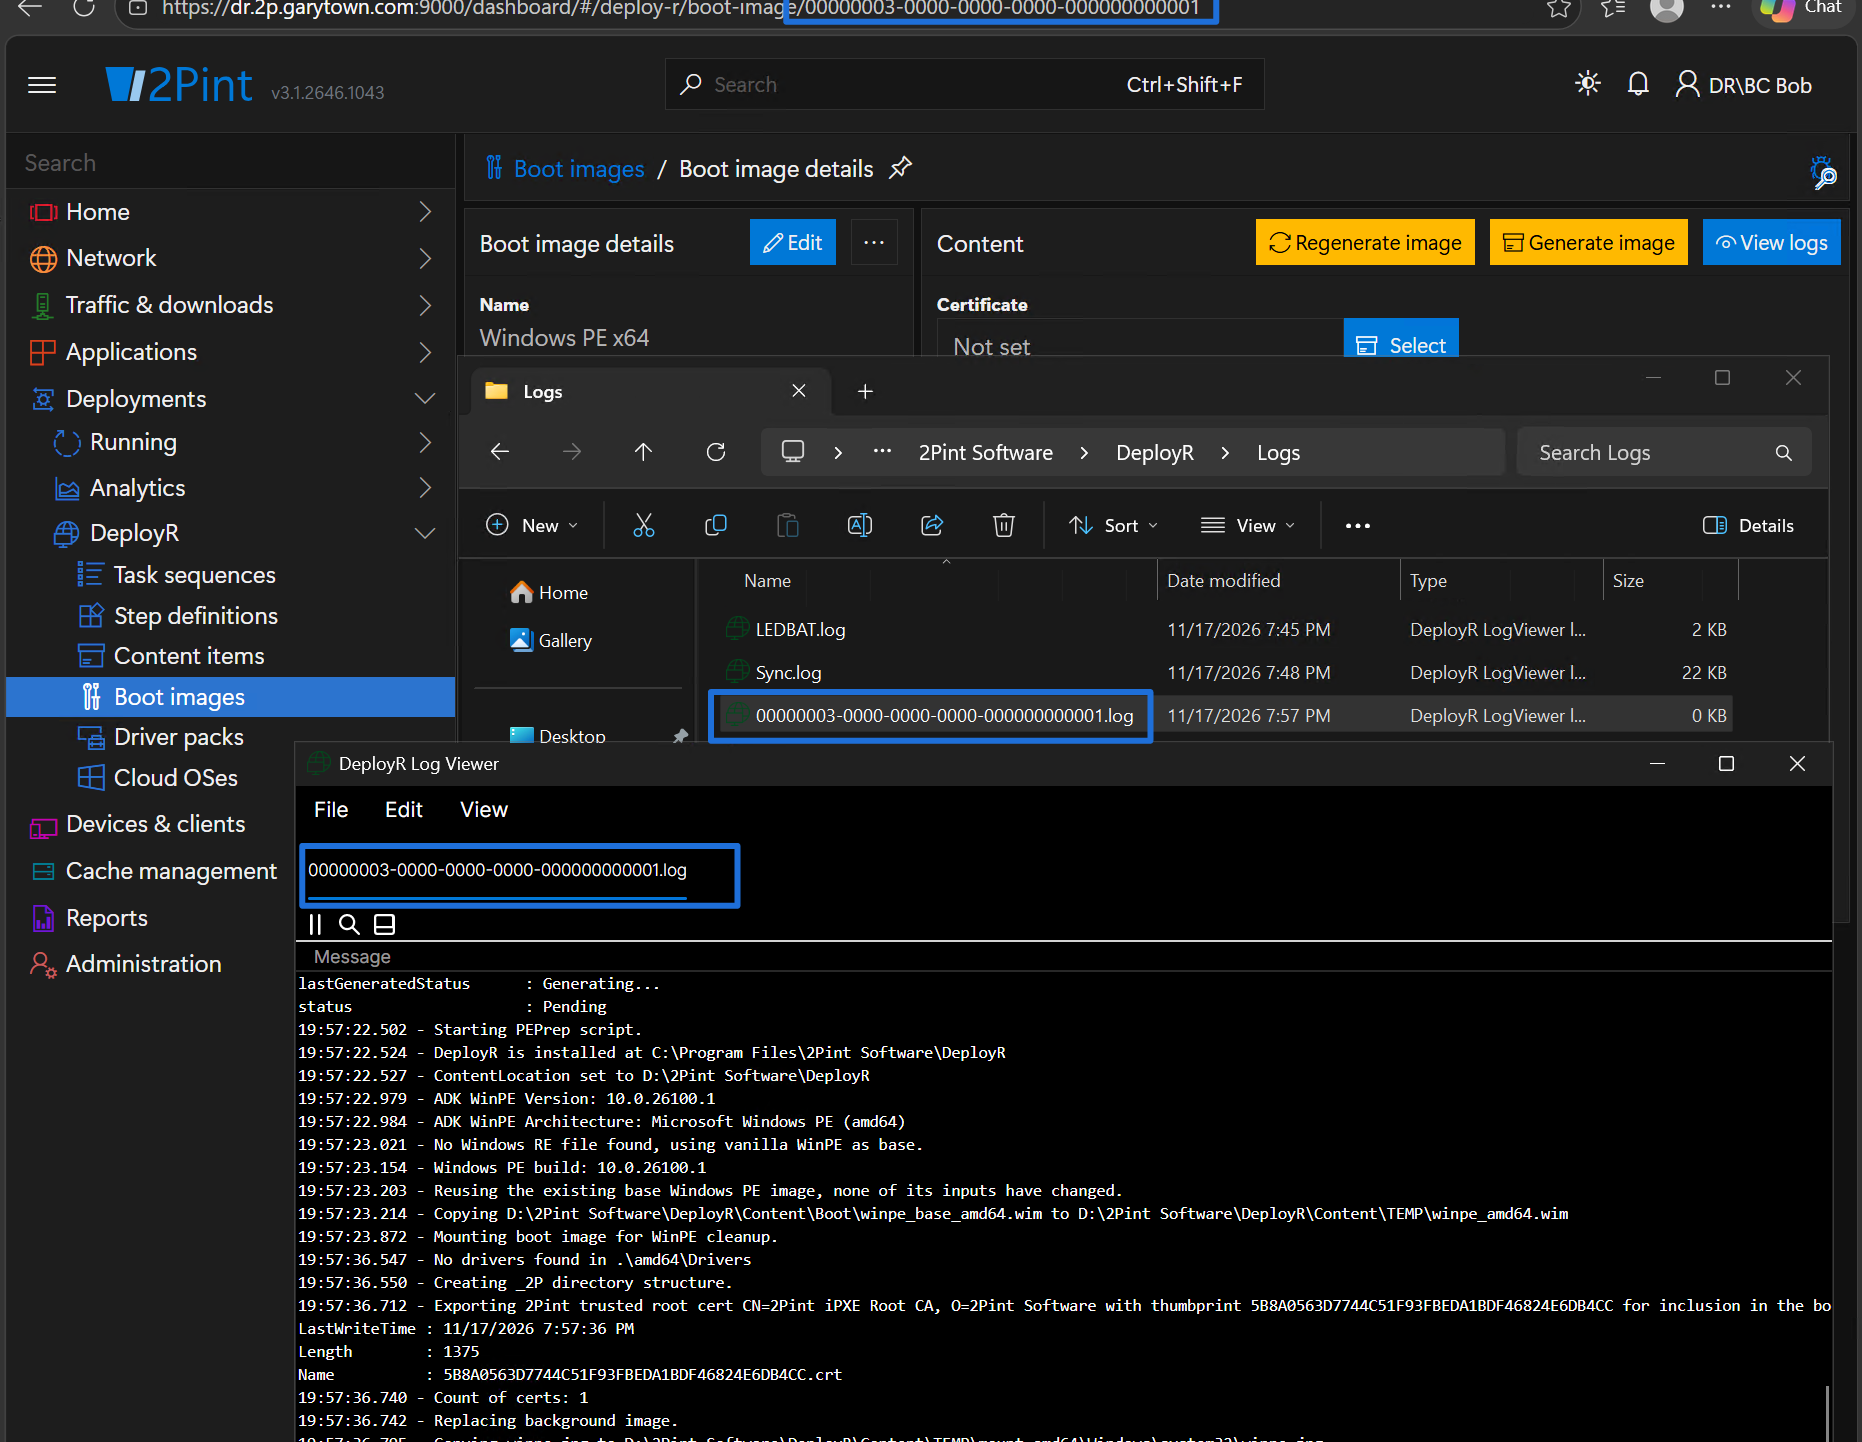 https://dr.2p.garytown.com:9000/dashboard/#/deploy-r/boot-image/00000003-0000-0000-0000-000000000001
Chat
2Pint v3.1.2646.1043
Search Ctrl+Shift+F
DR\BC Bob
Search
Boot images / Boot image details
Home
Network
Traffic & downloads
Applications
Deployments
Running
Analytics
DeployR
Task sequences
Step definitions
Content items
Boot images
Driver packs
Cloud OSes
Devices & clients
Cache management
Reports
Administration
Boot image details Edit ...
Name
Windows PE x64
Content Regenerate image Generate image View logs
Certificate
Not set Select
Logs
2Pint Software > DeployR > Logs
Search Logs
New Sort View ... Details
Home
Gallery
Desktop
Name Date modified Type Size
LEDBAT.log 11/17/2026 7:45 PM DeployR LogViewer l... 2 KB
Sync.log 11/17/2026 7:48 PM DeployR LogViewer l... 22 KB
00000003-0000-0000-0000-000000000001.log 11/17/2026 7:57 PM DeployR LogViewer l... 0 KB
DeployR Log Viewer
File Edit View
00000003-0000-0000-0000-000000000001.log
Message
lastGeneratedStatus : Generating...
status : Pending
19:57:22.502 - Starting PEPrep script.
19:57:22.524 - DeployR is installed at C:\Program Files\2Pint Software\DeployR
19:57:22.527 - ContentLocation set to D:\2Pint Software\DeployR
19:57:22.979 - ADK WinPE Version: 10.0.26100.1
19:57:22.984 - ADK WinPE Architecture: Microsoft Windows PE (amd64)
19:57:23.021 - No Windows RE file found, using vanilla WinPE as base.
19:57:23.154 - Windows PE build: 10.0.26100.1
19:57:23.203 - Reusing the existing base Windows PE image, none of its inputs have changed.
19:57:23.214 - Copying D:\2Pint Software\DeployR\Content\Boot\winpe_base_amd64.wim to D:\2Pint Software\DeployR\Content\TEMP\winpe_amd64.wim
19:57:23.872 - Mounting boot image for WinPE cleanup.
19:57:36.547 - No drivers found in .\amd64\Drivers
19:57:36.550 - Creating _2P directory structure.
19:57:36.712 - Exporting 2Pint trusted root cert CN=2Pint iPXE Root CA, O=2Pint Software with thumbprint 5B8A0563D7744C51F93FBEDA1BDF46824E6DB4CC for inclusion in the bo
LastWriteTime : 11/17/2026 7:57:36 PM
Length : 1375
Name : 5B8A0563D7744C51F93FBEDA1BDF46824E6DB4CC.crt
19:57:36.740 - Count of certs: 1
19:57:36.742 - Replacing background image.